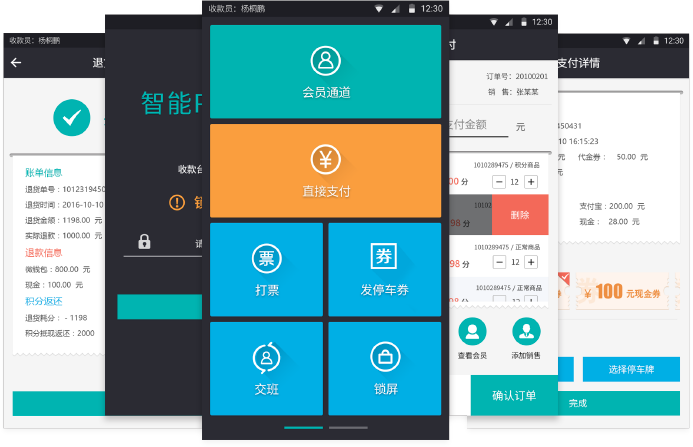 收款员：杨桐鹏
退
账单信息
退货单号：1012319450
退货时间：2016-10-10
退货金额：1198.00 元
实际退款：1000.00 元
退款信息
微钱包：800.00 元
现金：100.00 元
积分返还
退货耗分： - 1198
积分抵现返还：2000
智能P
收款台
收款员：杨桐鹏
12:30
会员通道
直接支付
打票
发停车券
交班
锁屏
12:30
付
订单号：20100201
销 售：张某某
支付金额
元
1010289475 / 积分商品
00 分
12
10102
98 分
删除
1010289475 / 正常商品
98 分
12
1010289475 / 正常商品
98 分
12
查看会员
添加销售
确认订单
12:30
支付详情
450431
10 16:15:23
元 代金券： 50.00 元
元
支付宝：200.00 元
现金： 28.00 元
¥ 100 元现金券
选择停车牌
完成